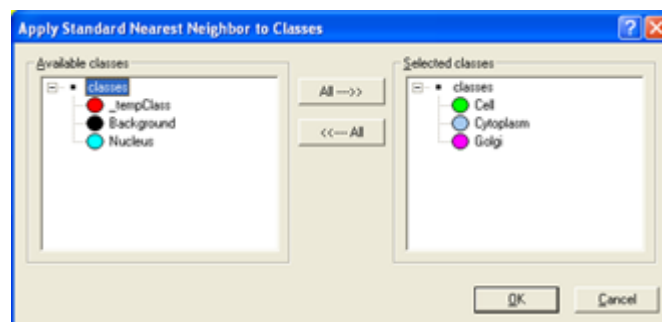 Apply Standard Nearest Neighbor to Classes
Available classes
classes
_tempClass
Background
Nucleus
All --->>
<<--- All
Selected classes
classes
Cell
Cytoplasm
Golgi
OK
Cancel